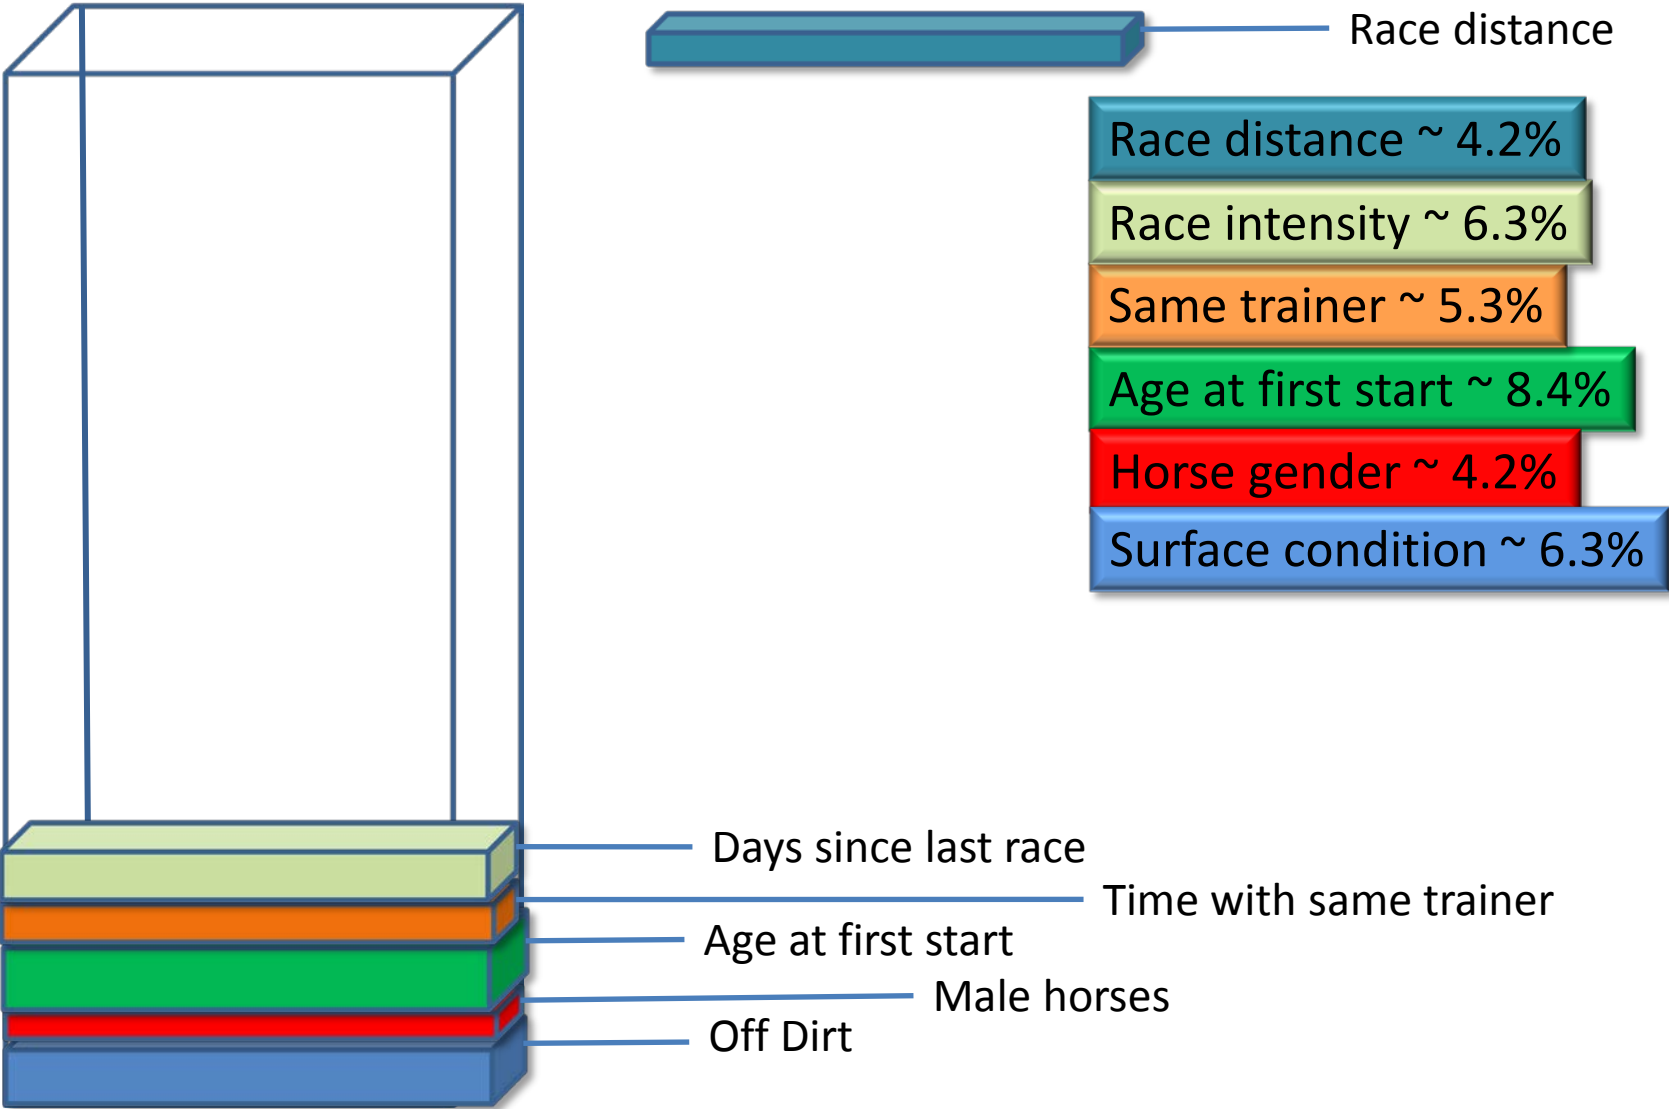 Race distance
Race distance ~ 4.2%
Race intensity ~ 6.3%
Same trainer ~ 5.3%
Age at first start ~ 8.4%
Horse gender ~ 4.2%
Surface condition ~ 6.3%
Days since last race
Time with same trainer
Age at first start
Male horses
Off Dirt